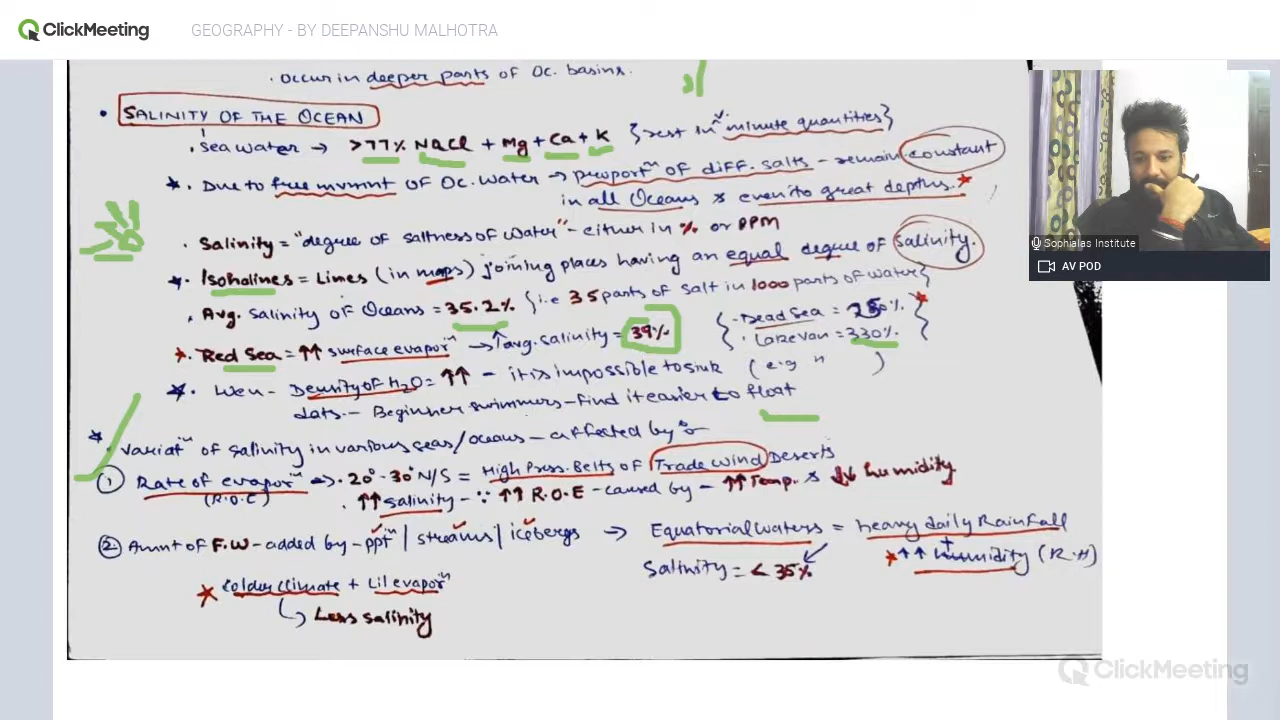 ClickMeeting
GEOGRAPHY - BY DEEPANSHU MALHOTRA
. occur in deeper parts of Oc. basins.
• SALINITY OF THE OCEAN
. Sea water → >77% NaCl + Mg + Ca + K {rest in minute quantities}
★ . Due to free mvmnt of Oc. Water → proportn of diff. salts - remain constant
in all Oceans & even to great depths. ★
. Salinity = "degree of saltness of water" - either in % or PPM
★ . Isohalines = Limes (in maps) joining places having an equal degree of Salinity.
. Avg. salinity of Oceans = 35.2% {i.e 35 parts of salt in 1000 parts of water}
★ . Red Sea = ↑↑ surface evaporn → avg. salinity = 39%
{ . Dead Sea = 250% ★
. Lake Van = 330% }
★ . Wen - Density of H2O = ↑↑ - it is impossible to sink (e.g " )
dats - Beginner swimmers - find it easier to float
★ . Variatn of salinity in various seas/oceans - affected by
① Rate of evaporn → . 20° - 30° N/S = High Press. Belts of Trade Wind Deserts
(R.O.E) . ↑↑ salinity - ∵ ↑↑ R.O.E - caused by - ↑↑ Temp. & ↓↓ humidity
② Amnt of F.W - added by - pptn | streams | icebergs → Equatorial waters = heavy daily Rainfall
+
Salinity = < 35% ★ ↑↑ humidity (R.H)
★ colder climate + Lil evaporn
↳ Less salinity
Sophialas Institute
AV POD
ClickMeeting